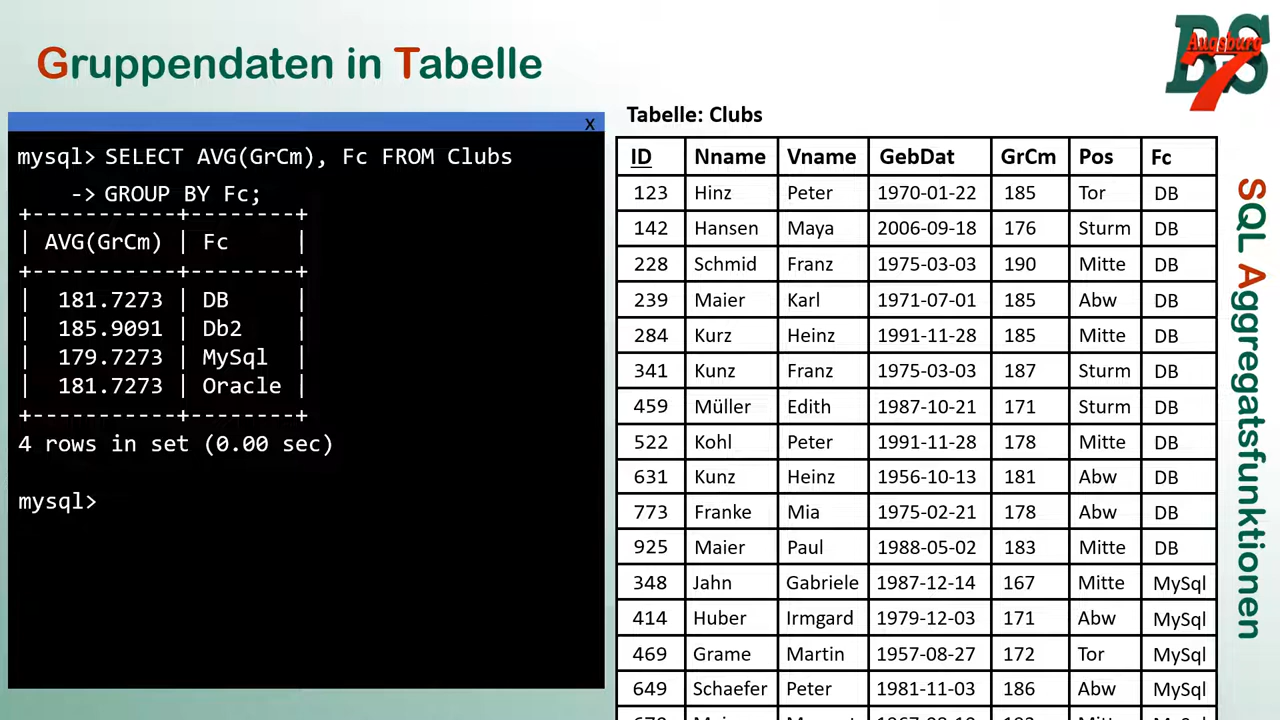 Gruppendaten in Tabelle
BS
Augsburg
7
x
mysql> SELECT AVG(GrCm), Fc FROM Clubs
-> GROUP BY Fc;
+-----------+--------+
| AVG(GrCm) | Fc |
+-----------+--------+
| 181.7273 | DB |
| 185.9091 | Db2 |
| 179.7273 | MySql |
| 181.7273 | Oracle |
+-----------+--------+
4 rows in set (0.00 sec)
mysql>
Tabelle: Clubs
ID Nname Vname GebDat GrCm Pos Fc
123 Hinz Peter 1970-01-22 185 Tor DB
142 Hansen Maya 2006-09-18 176 Sturm DB
228 Schmid Franz 1975-03-03 190 Mitte DB
239 Maier Karl 1971-07-01 185 Abw DB
284 Kurz Heinz 1991-11-28 185 Mitte DB
341 Kunz Franz 1975-03-03 187 Sturm DB
459 Müller Edith 1987-10-21 171 Sturm DB
522 Kohl Peter 1991-11-28 178 Mitte DB
631 Kunz Heinz 1956-10-13 181 Abw DB
773 Franke Mia 1975-02-21 178 Abw DB
925 Maier Paul 1988-05-02 183 Mitte DB
348 Jahn Gabriele 1987-12-14 167 Mitte MySql
414 Huber Irmgard 1979-12-03 171 Abw MySql
469 Grame Martin 1957-08-27 172 Tor MySql
649 Schaefer Peter 1981-11-03 186 Abw MySql
SQL Aggregatsfunktionen